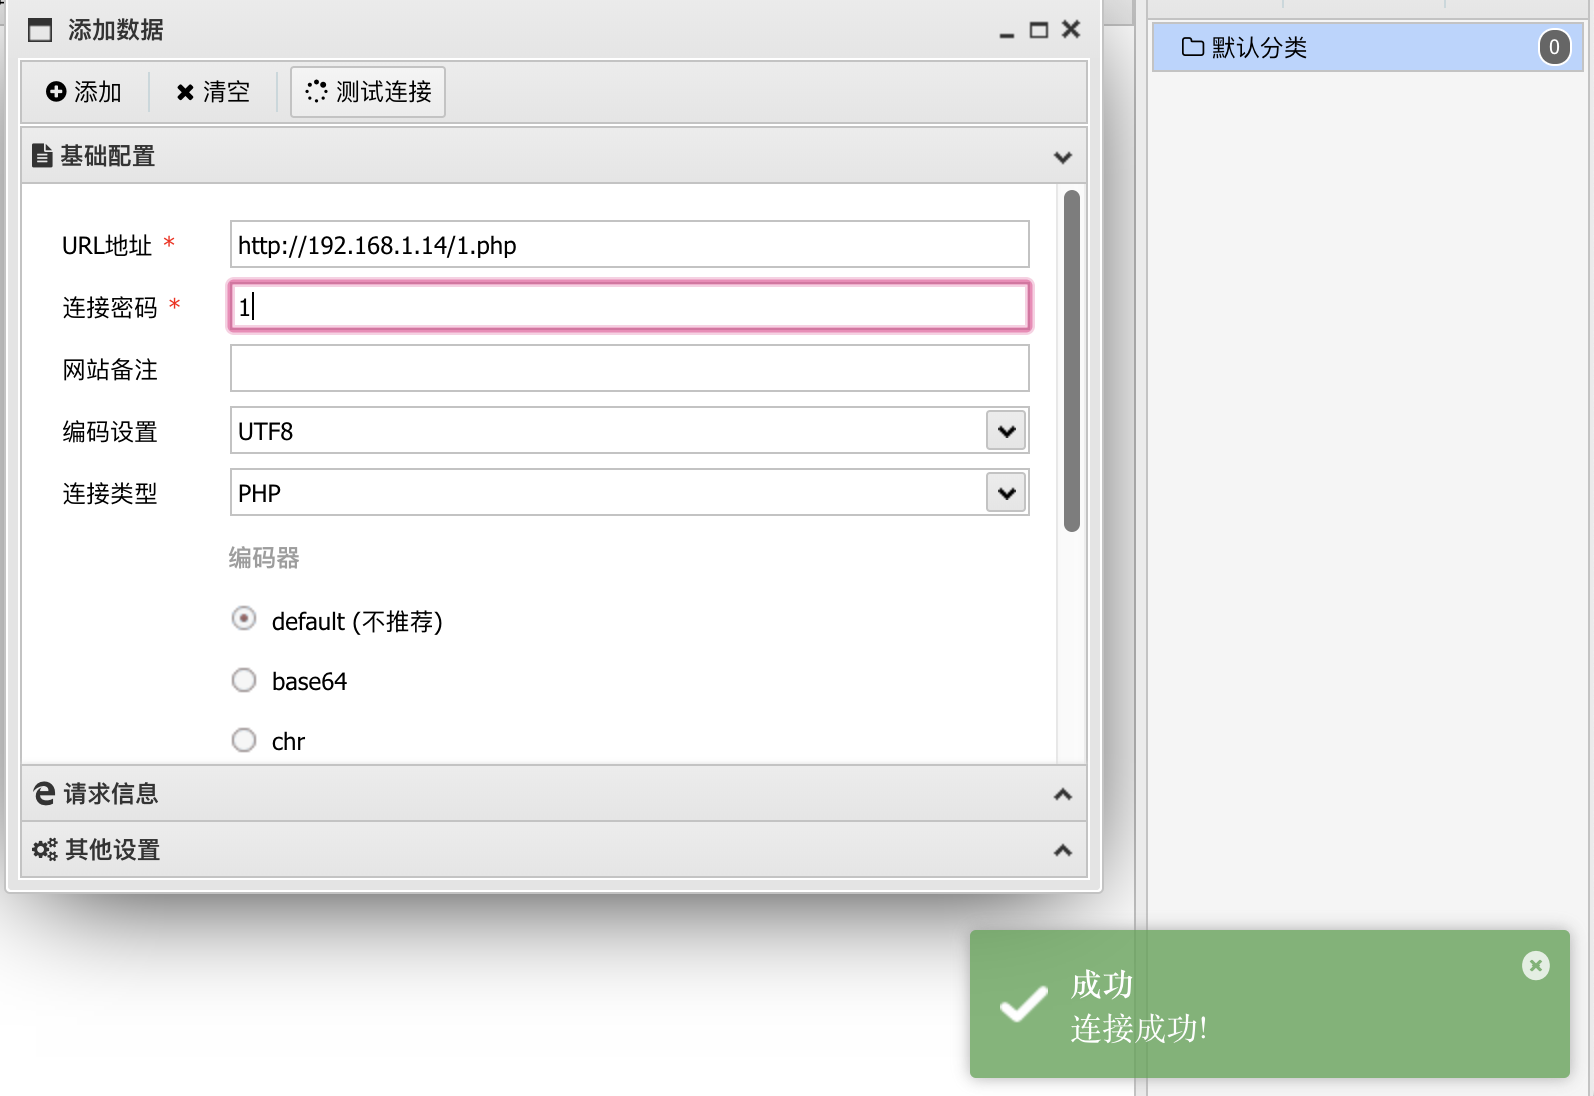 添加数据
添加
清空
测试连接
基础配置
URL地址 *
http://192.168.1.14/1.php
连接密码 *
1
网站备注
编码设置
UTF8
连接类型
PHP
编码器
default (不推荐)
base64
chr
请求信息
其他设置
默认分类
0
成功
连接成功!